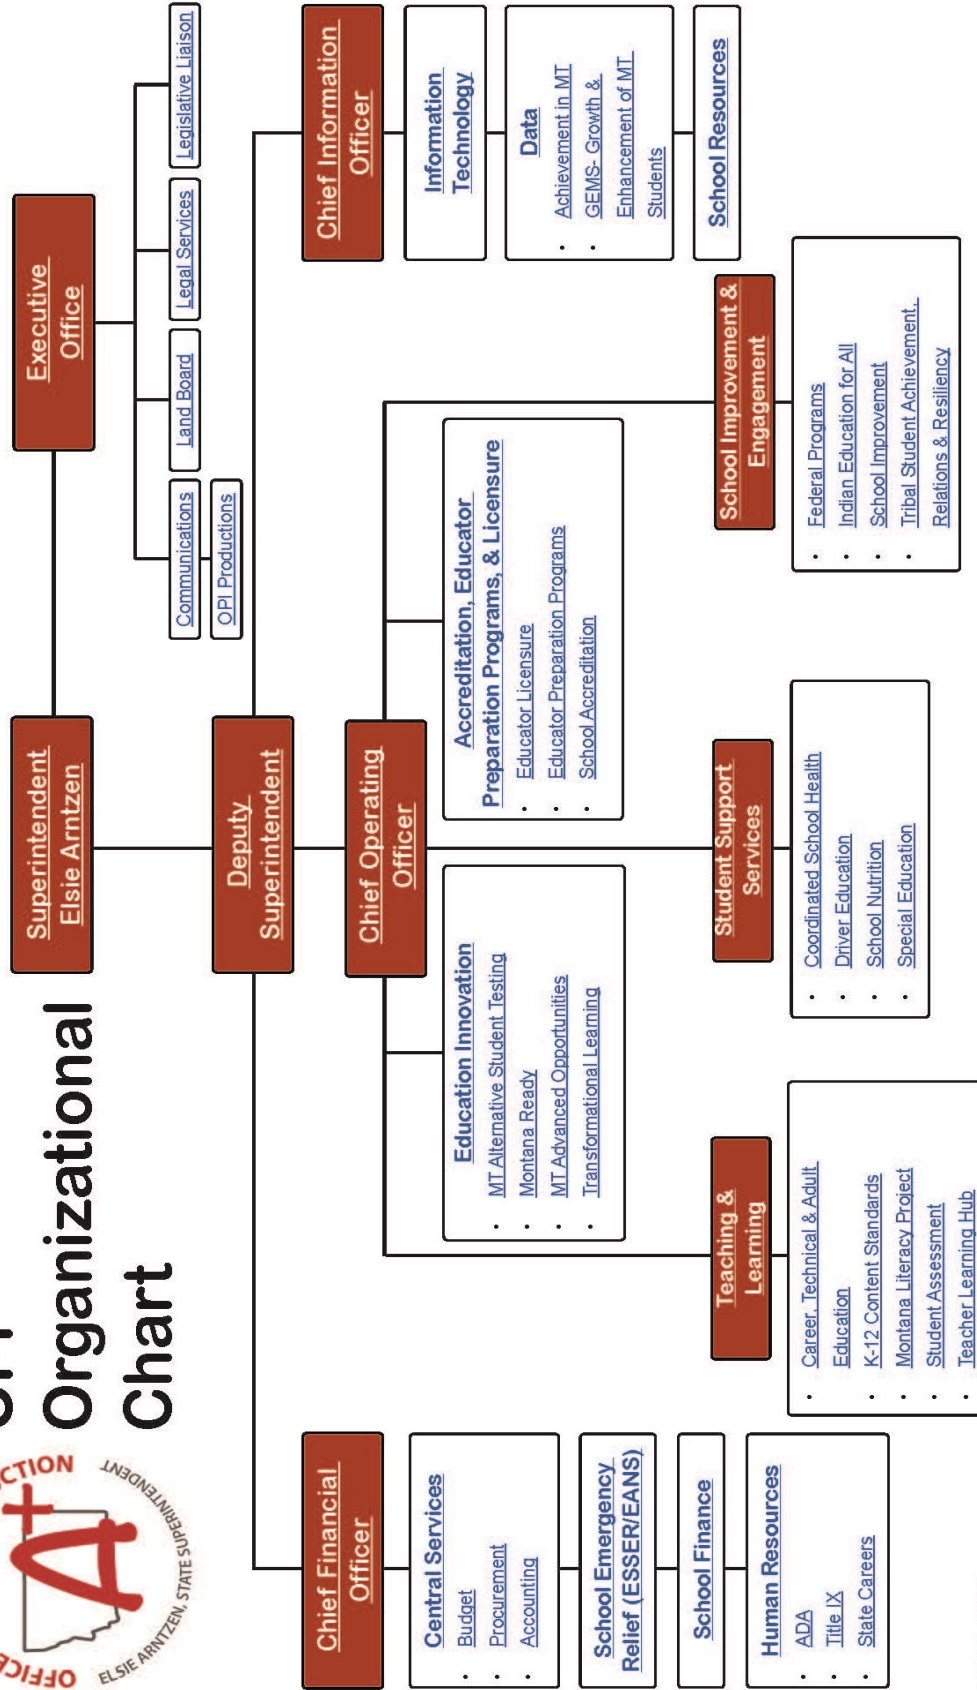 Organizational
Chart
OFFICE
CTION
ELSIE ARNTZEN, STATE SUPERINTENDENT
A+
Superintendent
Elsie Arntzen
Executive
Office
Communications
OPI Productions
Land Board
Legal Services
Legislative Liaison
Deputy
Superintendent
Chief Financial
Officer
Central Services
• Budget
• Procurement
• Accounting
School Emergency
Relief (ESSER/EANS)
School Finance
Human Resources
• ADA
• Title IX
• State Careers
Chief Operating
Officer
Education Innovation
• MT Alternative Student Testing
• Montana Ready
• MT Advanced Opportunities
• Transformational Learning
Accreditation, Educator
Preparation Programs, & Licensure
• Educator Licensure
• Educator Preparation Programs
• School Accreditation
Teaching &
Learning
• Career, Technical & Adult
Education
• K-12 Content Standards
• Montana Literacy Project
• Student Assessment
• Teacher Learning Hub
Student Support
Services
• Coordinated School Health
• Driver Education
• School Nutrition
• Special Education
School Improvement &
Engagement
• Federal Programs
• Indian Education for All
• School Improvement
• Tribal Student Achievement,
Relations & Resiliency
Chief Information
Officer
Information
Technology
Data
• Achievement in MT
• GEMS- Growth &
Enhancement of MT
Students
School Resources